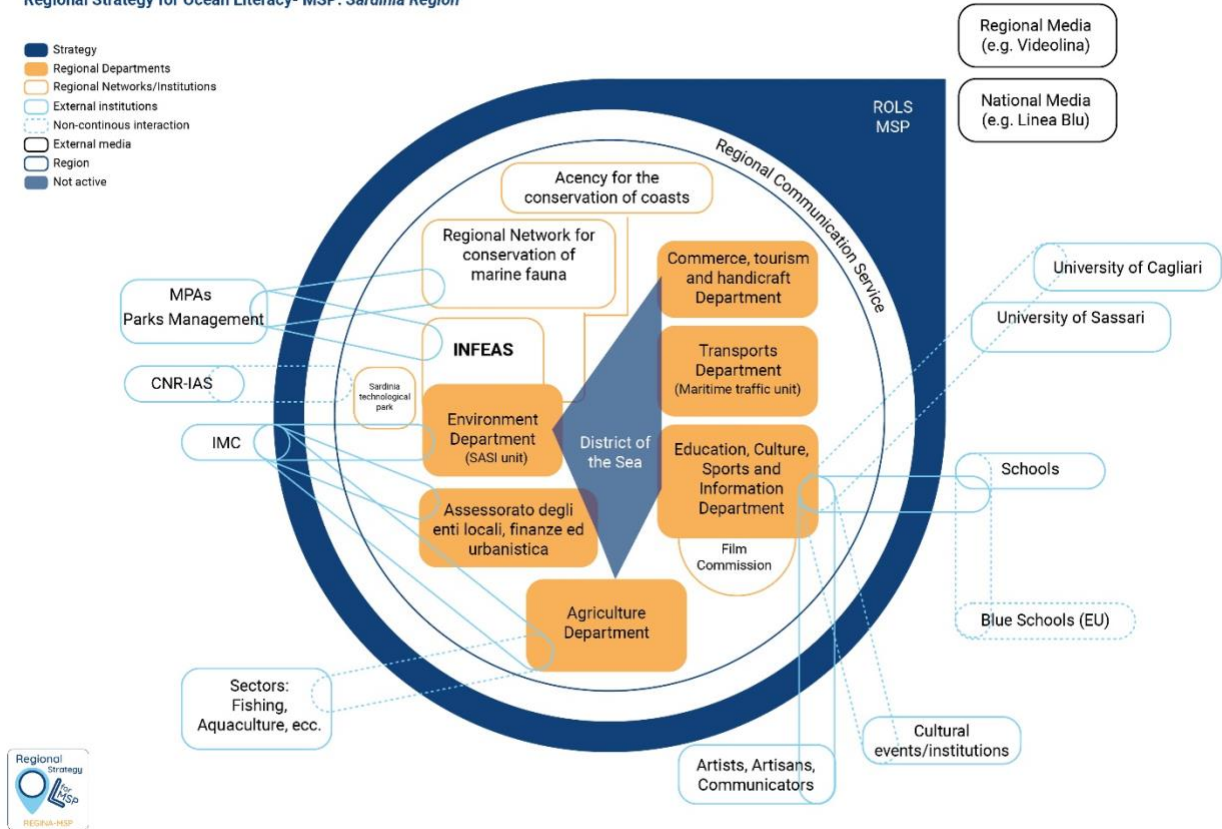 Regional Strategy for Ocean Literacy- MSP: Sardinia Region
Strategy
Regional Departments
Regional Networks/Institutions
External institutions
Non-continous interaction
External media
Region
Not active
Regional Media
(e.g. Videolina)
National Media
(e.g. Linea Blu)
ROLS
MSP
Regional Communication Service
Acency for the
conservation of coasts
Regional Network for
conservation of
marine fauna
Commerce, tourism
and handicraft
Department
MPAs
Parks Management
INFEAS
Transports
Department
(Maritime traffic unit)
University of Cagliari
University of Sassari
CNR-IAS
Sardinia
technological
park
Environment
Department
(SASI unit)
District of
the Sea
Education, Culture,
Sports and
Information
Department
IMC
Schools
Assessorato degli
enti locali, finanze ed
urbanistica
Film
Commission
Agriculture
Department
Blue Schools (EU)
Sectors:
Fishing,
Aquaculture, ecc.
Cultural
events/institutions
Artists, Artisans,
Communicators
Regional
Strategy
for
MSP
REGINA-MSP